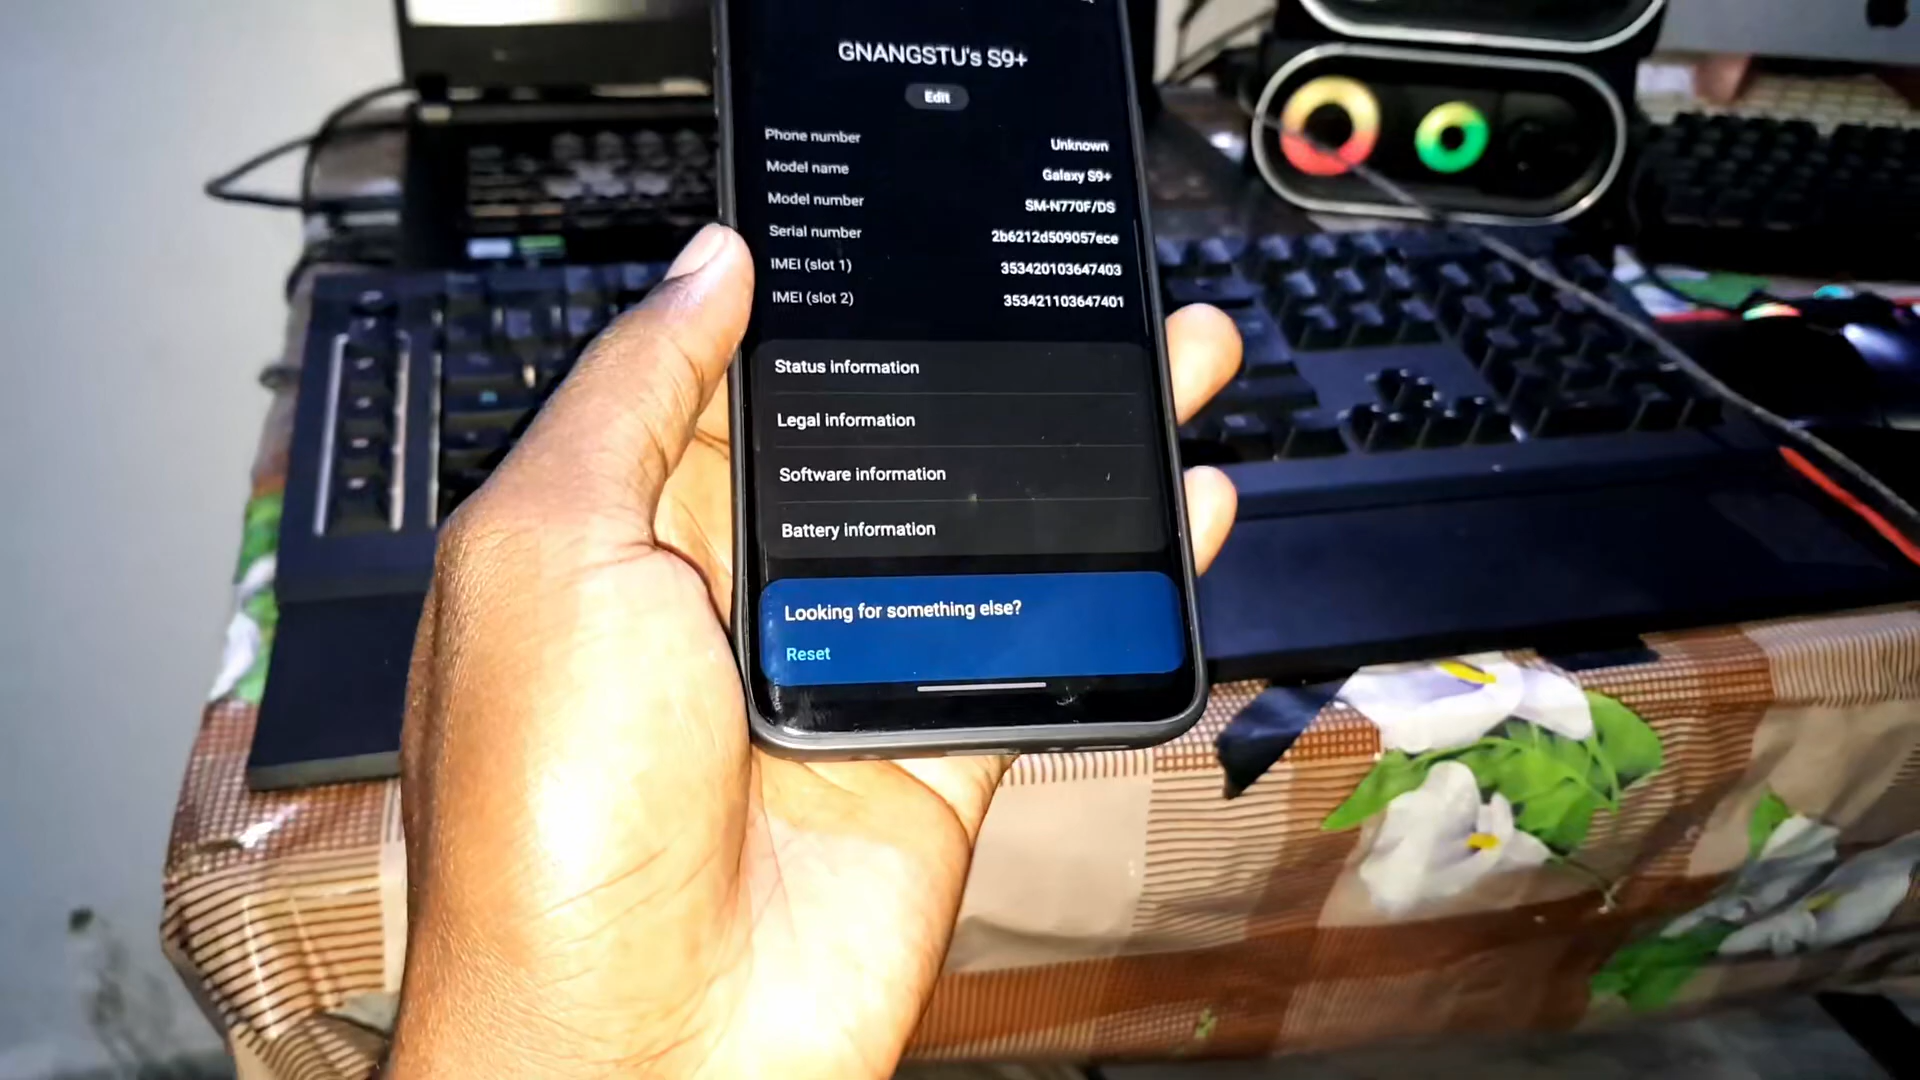 GNANGSTU's S9+
Edit
Phone number Unknown
Model name Galaxy S9+
Model number SM-N770F/DS
Serial number 2b6212d509057ece
IMEI (slot 1) 353420103647403
IMEI (slot 2) 353421103647401
Status information
Legal information
Software information
Battery information
Looking for something else?
Reset